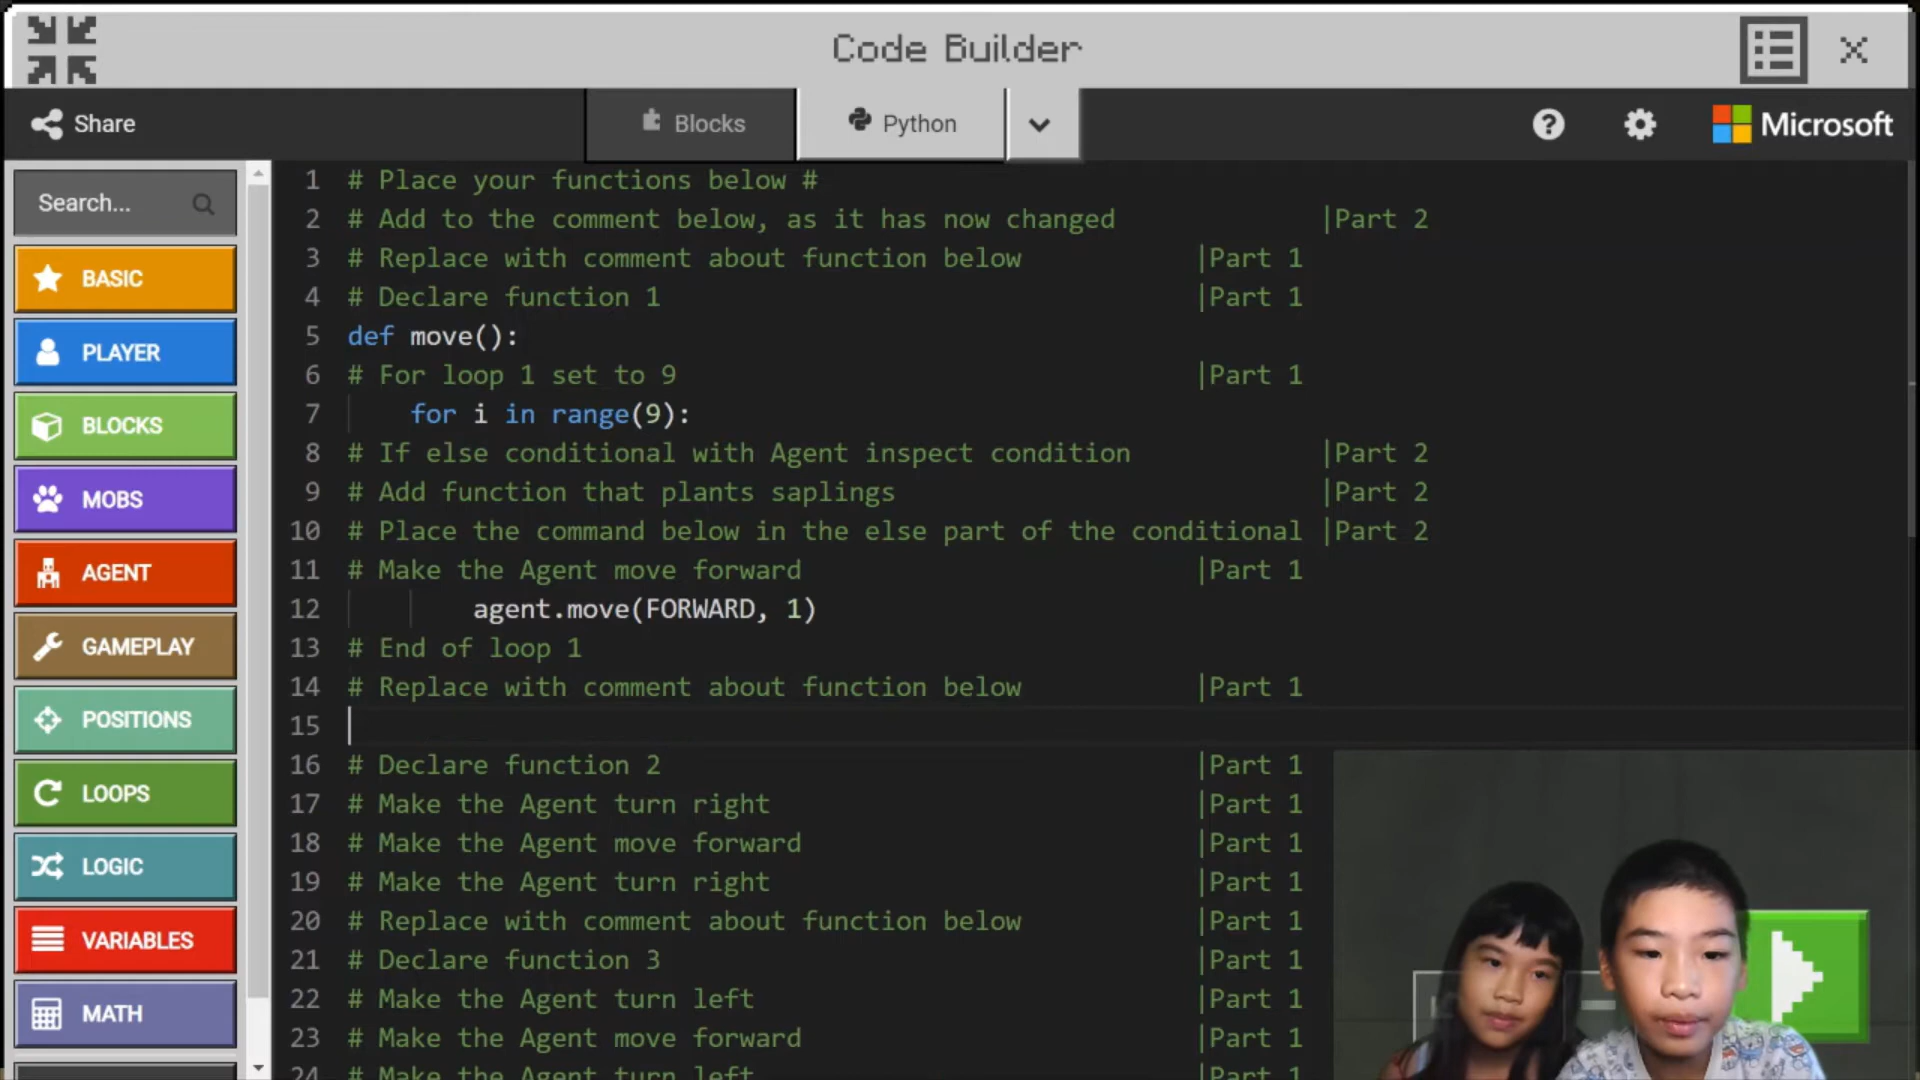 Code Builder
Share
Blocks
Python
Microsoft
Search...
BASIC
PLAYER
BLOCKS
MOBS
AGENT
GAMEPLAY
POSITIONS
LOOPS
LOGIC
VARIABLES
MATH
1 # Place your functions below #
2 # Add to the comment below, as it has now changed |Part 2
3 # Replace with comment about function below |Part 1
4 # Declare function 1 |Part 1
5 def move():
6 # For loop 1 set to 9 |Part 1
7 for i in range(9):
8 # If else conditional with Agent inspect condition |Part 2
9 # Add function that plants saplings |Part 2
10 # Place the command below in the else part of the conditional |Part 2
11 # Make the Agent move forward |Part 1
12 agent.move(FORWARD, 1)
13 # End of loop 1
14 # Replace with comment about function below |Part 1
15
16 # Declare function 2 |Part 1
17 # Make the Agent turn right |Part 1
18 # Make the Agent move forward |Part 1
19 # Make the Agent turn right |Part 1
20 # Replace with comment about function below |Part 1
21 # Declare function 3 |Part 1
22 # Make the Agent turn left |Part 1
23 # Make the Agent move forward |Part 1
24 # Make the Agent turn left |Part 1